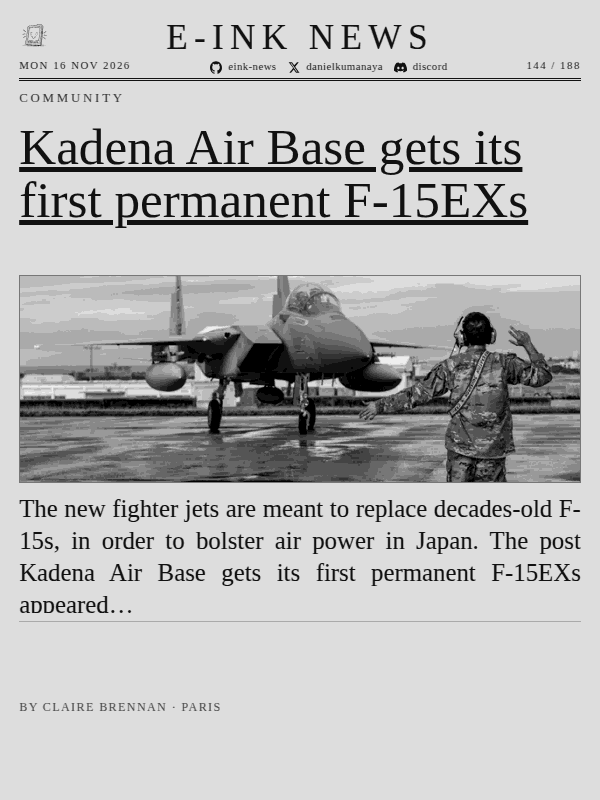 E-INK NEWS
MON 16 NOV 2026
eink-news
danielkumanaya
discord
144 / 188
COMMUNITY
Kadena Air Base gets its
first permanent F-15EXs
The new fighter jets are meant to replace decades-old F-
15s, in order to bolster air power in Japan. The post
Kadena Air Base gets its first permanent F-15EXs
appeared…
BY CLAIRE BRENNAN · PARIS